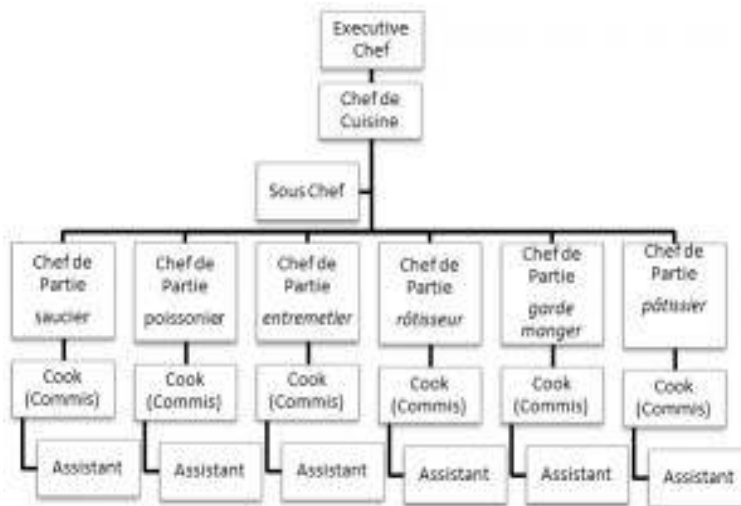 Executive
Chef
Chef de
Cuisine
Sous Chef
Chef de
Partie
saucier
Chef de
Partie
poissonier
Chef de
Partie
entremetier
Chef de
Partie
rôtisseur
Chef de
Partie
garde
manger
Chef de
Partie
pâtissier
Cook
(Commis)
Cook
(Commis)
Cook
(Commis)
Cook
(Commis)
Cook
(Commis)
Cook
(Commis)
Assistant
Assistant
Assistant
Assistant
Assistant
Assistant